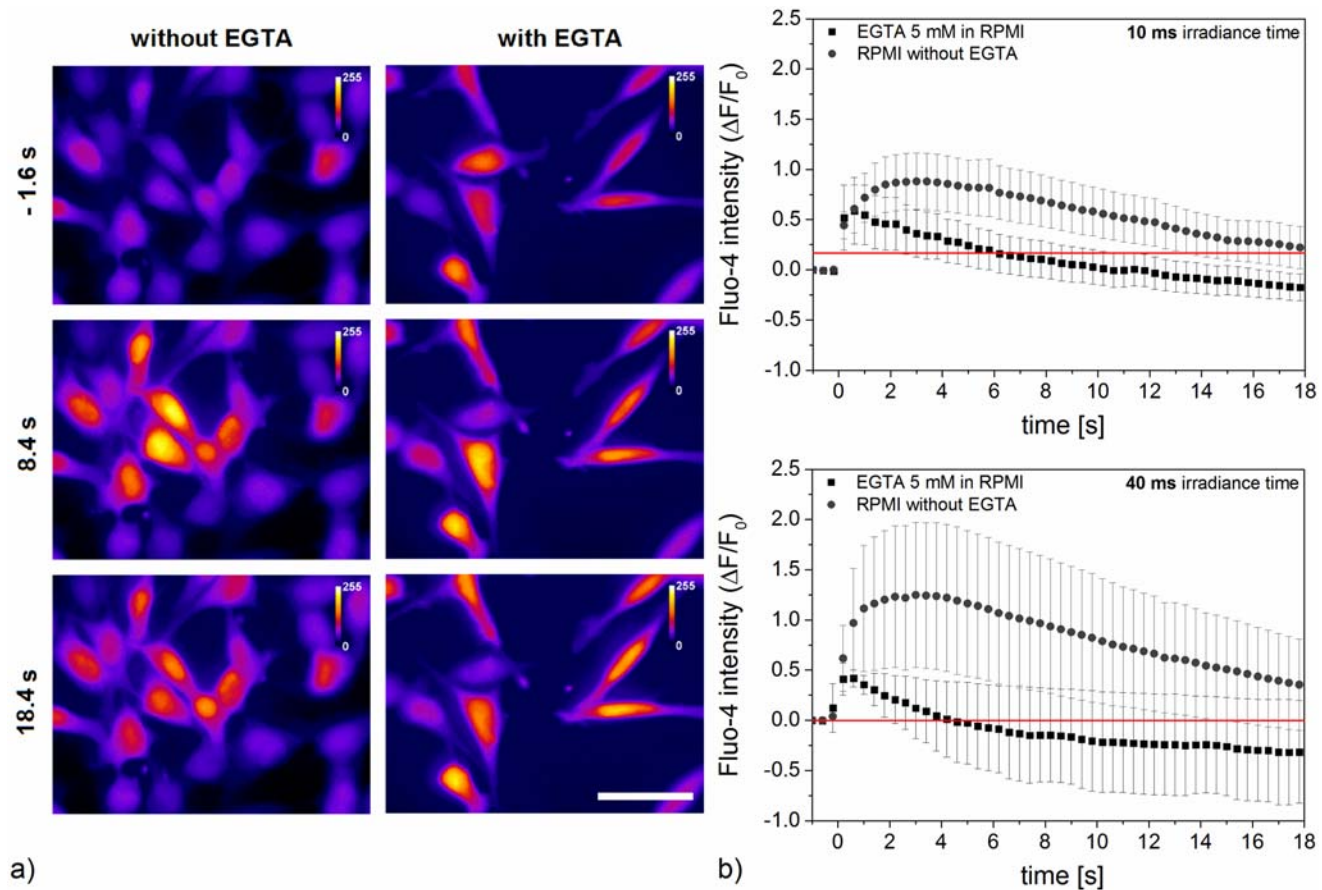 without EGTA
with EGTA
- 1.6 s
255
0
255
0
8.4 s
255
0
255
0
18.4 s
255
0
255
0
a)
EGTA 5 mM in RPMI
RPMI without EGTA
10 ms irradiance time
Fluo-4 intensity (ΔF/F₀)
2.5
2.0
1.5
1.0
0.5
0.0
-0.5
-1.0
0 2 4 6 8 10 12 14 16 18
time [s]
EGTA 5 mM in RPMI
RPMI without EGTA
40 ms irradiance time
Fluo-4 intensity (ΔF/F₀)
2.5
2.0
1.5
1.0
0.5
0.0
-0.5
-1.0
0 2 4 6 8 10 12 14 16 18
time [s]
b)